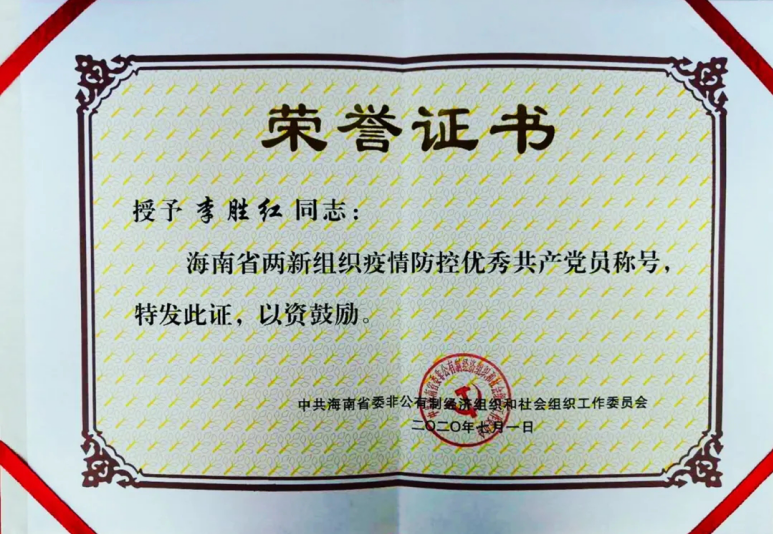 荣誉证书
授予 李胜红 同志：
海南省两新组织疫情防控优秀共产党员称号，
特发此证，以资鼓励。
中共海南省委非公有制经济组织和社会组织工作委员会
二〇二〇年七月一日